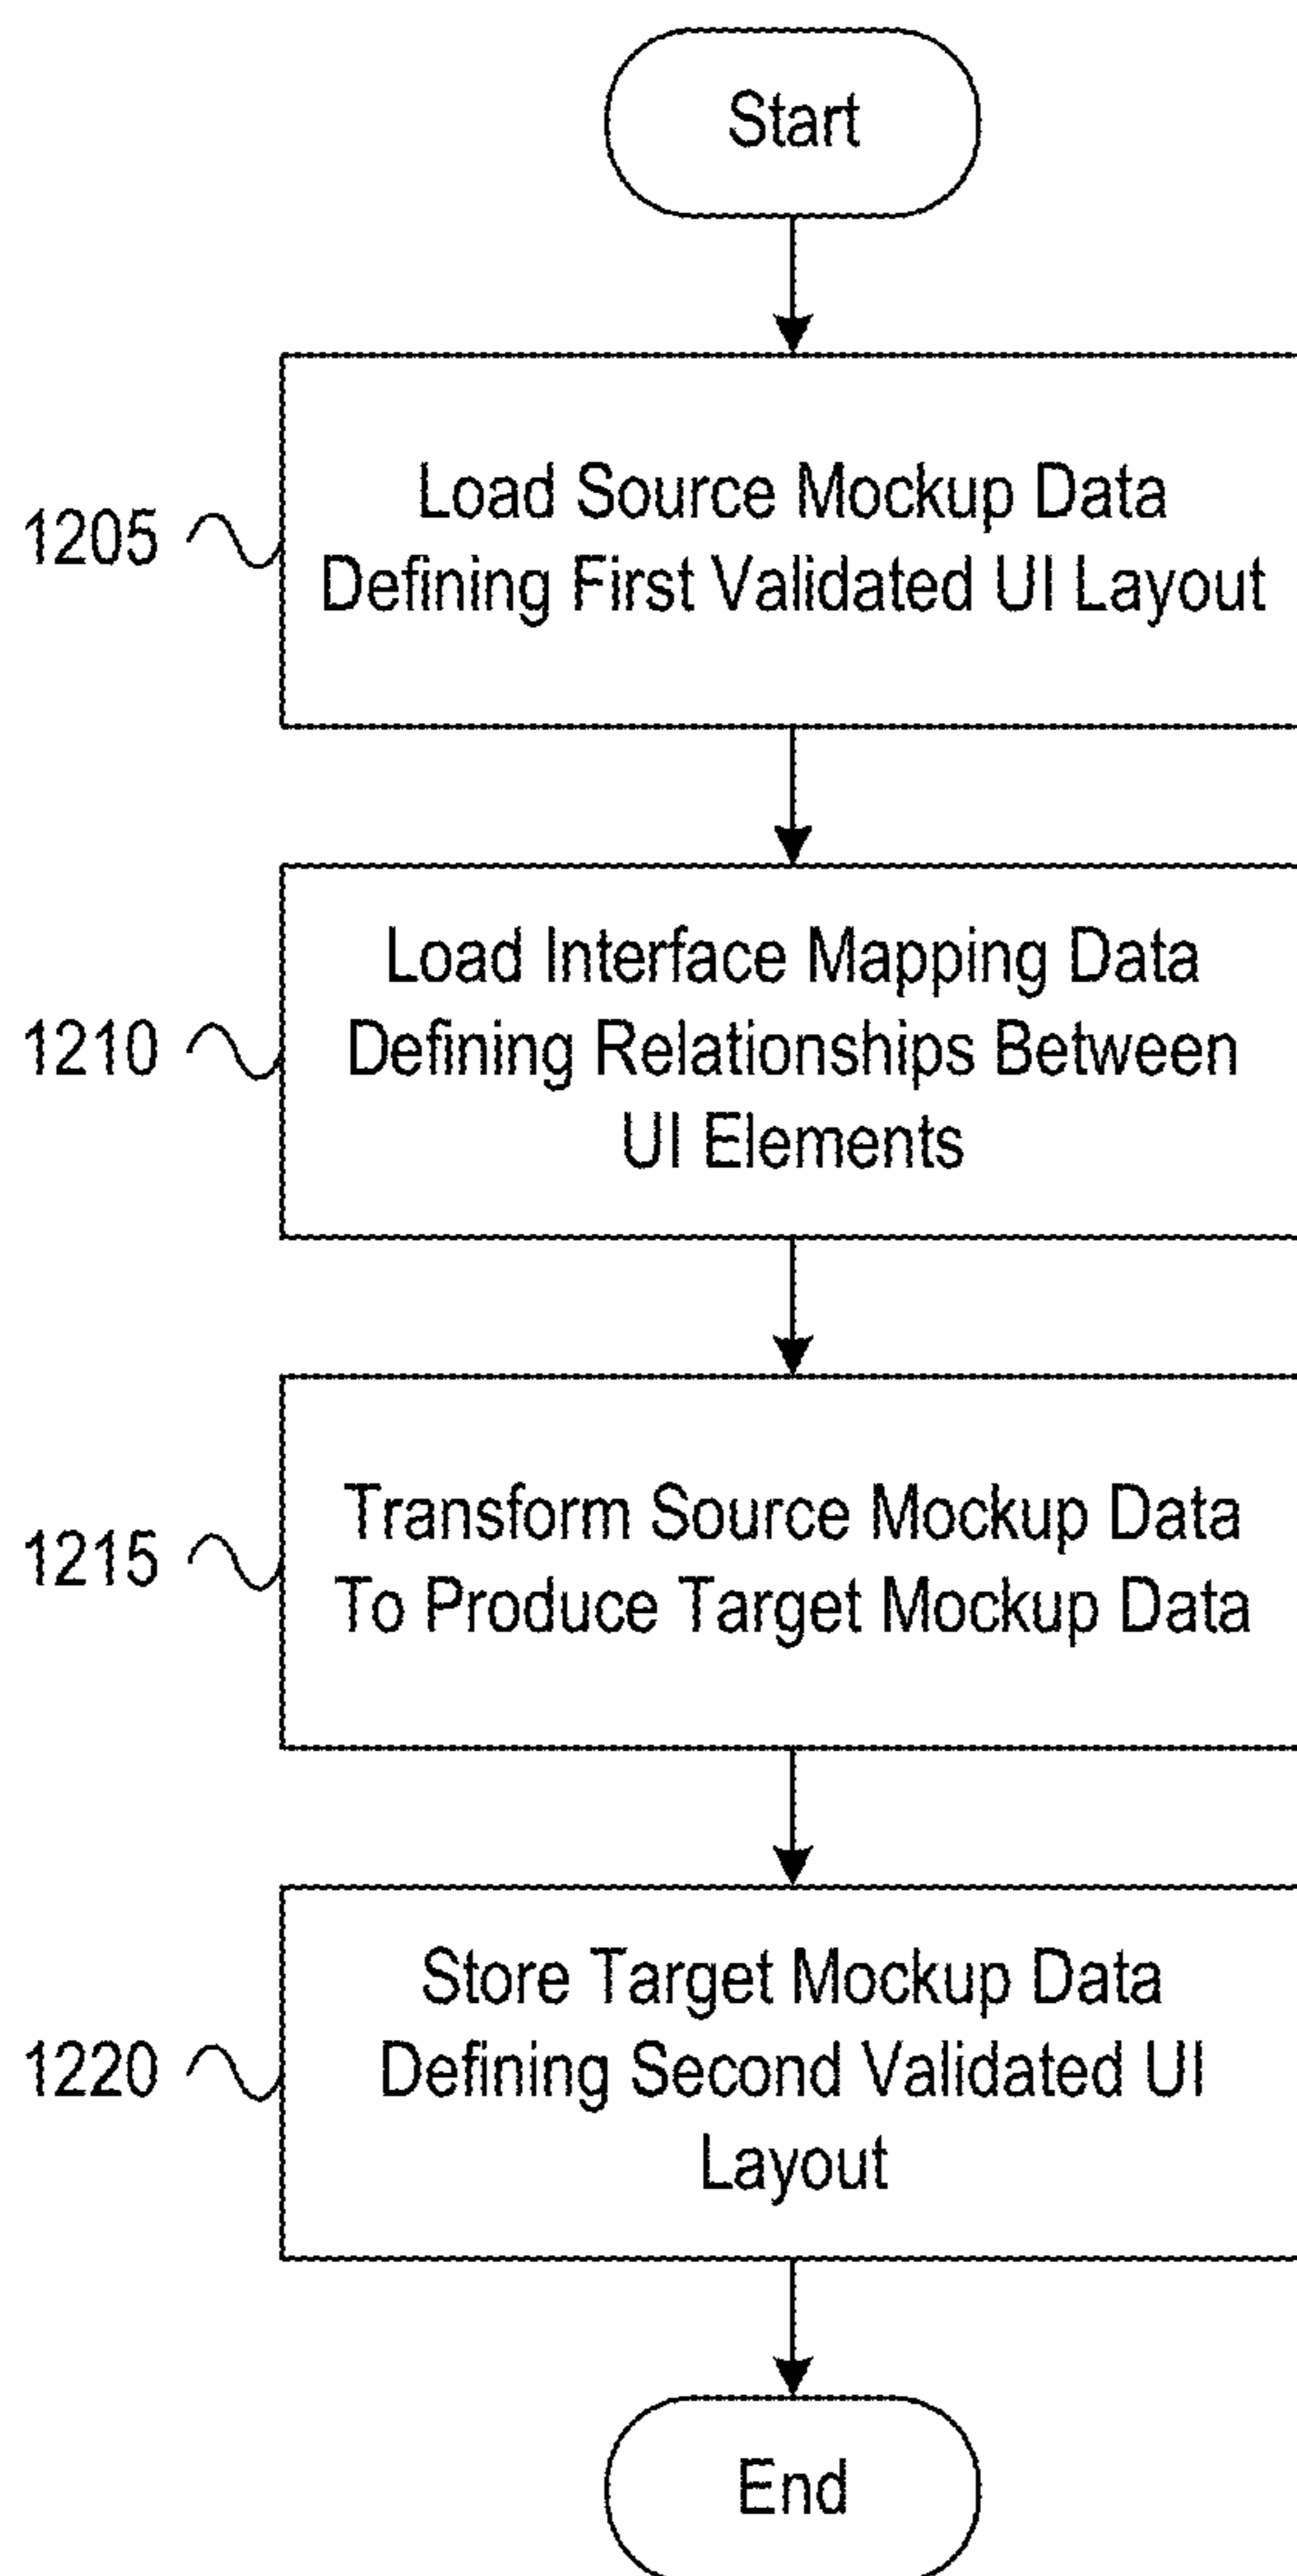 Start
1205
Load Source Mockup Data
Defining First Validated UI Layout
1210
Load Interface Mapping Data
Defining Relationships Between
UI Elements
1215
Transform Source Mockup Data
To Produce Target Mockup Data
1220
Store Target Mockup Data
Defining Second Validated UI
Layout
End